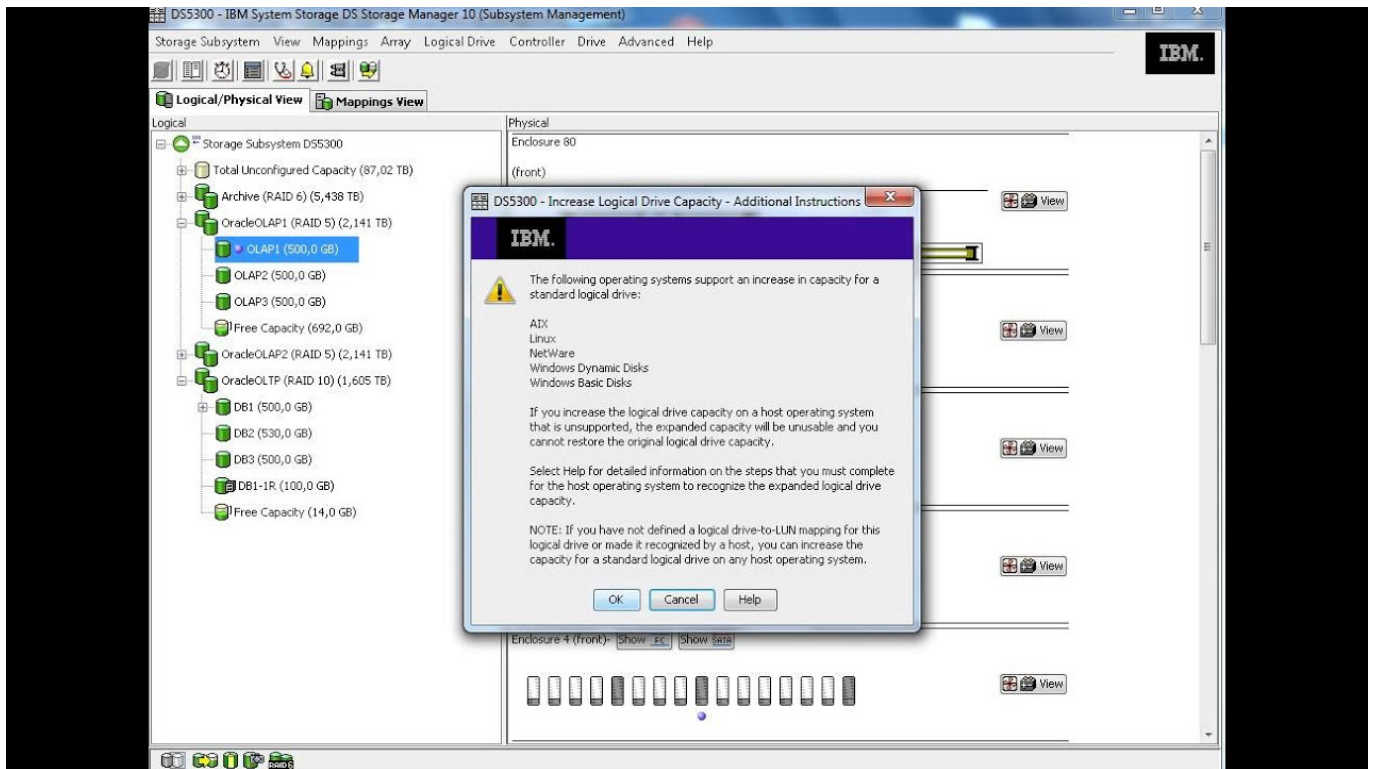 DS5300 - IBM System Storage DS Storage Manager 10 (Subsystem Management)
Storage Subsystem View Mappings Array Logical Drive Controller Drive Advanced Help
IBM.
Logical/Physical View Mappings View
Logical
Storage Subsystem DS5300
Total Unconfigured Capacity (87,02 TB)
Archive (RAID 6) (5,438 TB)
OracleOLAP1 (RAID 5) (2,141 TB)
OLAP1 (500,0 GB)
OLAP2 (500,0 GB)
OLAP3 (500,0 GB)
Free Capacity (692,0 GB)
OracleOLAP2 (RAID 5) (2,141 TB)
OracleOLTP (RAID 10) (1,605 TB)
DB1 (500,0 GB)
DB2 (530,0 GB)
DB3 (500,0 GB)
DB1-1R (100,0 GB)
Free Capacity (14,0 GB)
Physical
Enclosure 80
(front)
View
View
View
View
Enclosure 4 (front)- Show FC Show SATA
View
DS5300 - Increase Logical Drive Capacity - Additional Instructions
IBM.
The following operating systems support an increase in capacity for a
standard logical drive:
AIX
Linux
NetWare
Windows Dynamic Disks
Windows Basic Disks
If you increase the logical drive capacity on a host operating system
that is unsupported, the expanded capacity will be unusable and you
cannot restore the original logical drive capacity.
Select Help for detailed information on the steps that you must complete
for the host operating system to recognize the expanded logical drive
capacity.
NOTE: If you have not defined a logical drive-to-LUN mapping for this
logical drive or made it recognized by a host, you can increase the
capacity for a standard logical drive on any host operating system.
OK Cancel Help
RAID 6